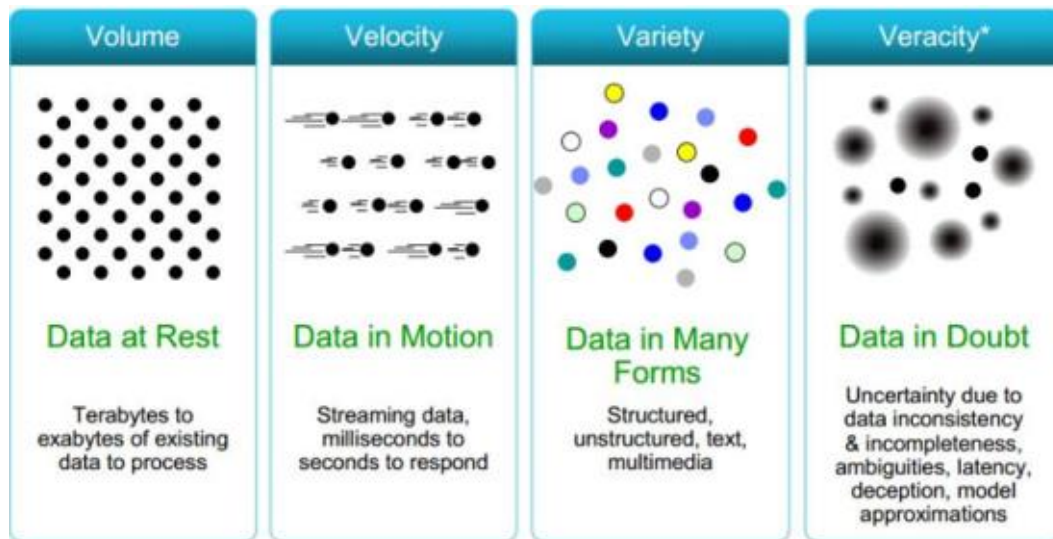 Volume
Data at Rest
Terabytes to
exabytes of existing
data to process
Velocity
Data in Motion
Streaming data,
milliseconds to
seconds to respond
Variety
Data in Many
Forms
Structured,
unstructured, text,
multimedia
Veracity*
Data in Doubt
Uncertainty due to
data inconsistency
& incompleteness,
ambiguities, latency,
deception, model
approximations